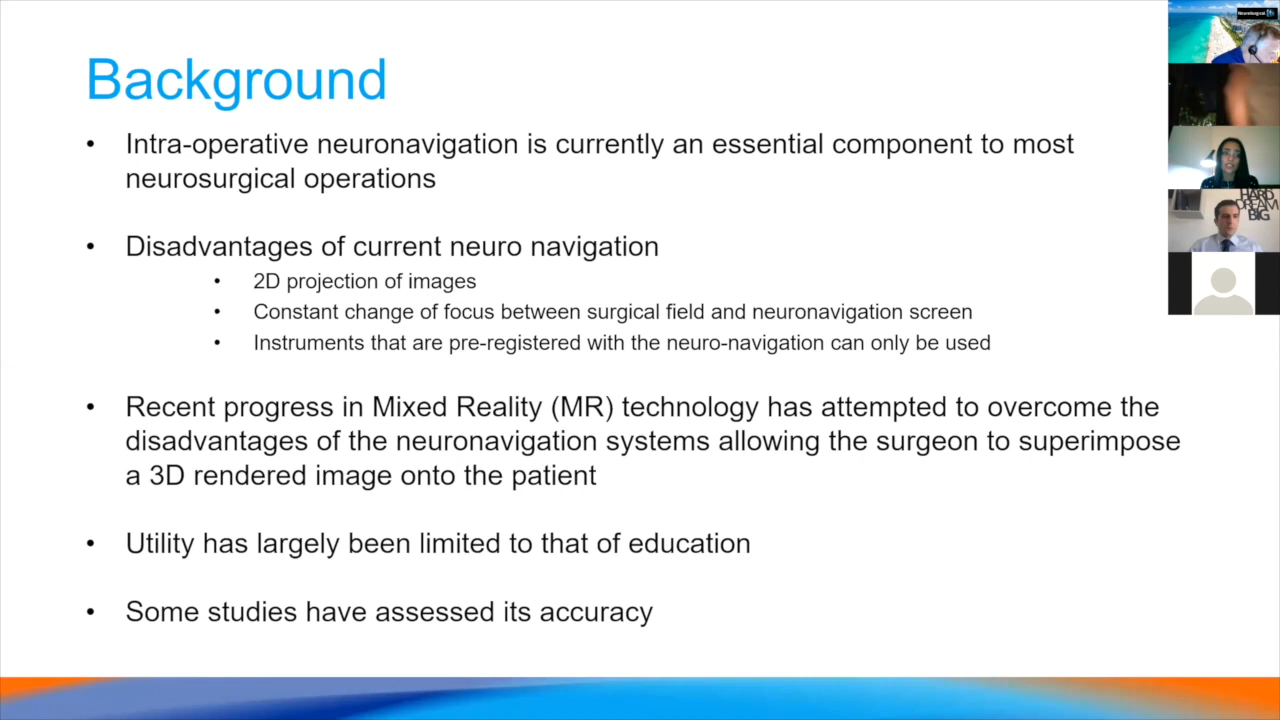 Background
• Intra-operative neuronavigation is currently an essential component to most
neurosurgical operations
• Disadvantages of current neuro navigation
• 2D projection of images
• Constant change of focus between surgical field and neuronavigation screen
• Instruments that are pre-registered with the neuro-navigation can only be used
• Recent progress in Mixed Reality (MR) technology has attempted to overcome the
disadvantages of the neuronavigation systems allowing the surgeon to superimpose
a 3D rendered image onto the patient
• Utility has largely been limited to that of education
• Some studies have assessed its accuracy
HARD
DREAM
BIG